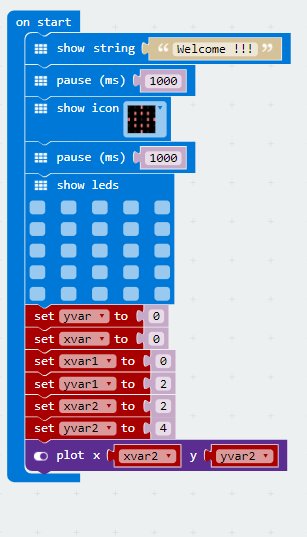 on start
show string “ Welcome !!! ”
pause (ms) 1000
show icon
pause (ms) 1000
show leds
set yvar to 0
set xvar to 0
set xvar1 to 0
set yvar1 to 2
set xvar2 to 2
set yvar2 to 4
plot x xvar2 y yvar2